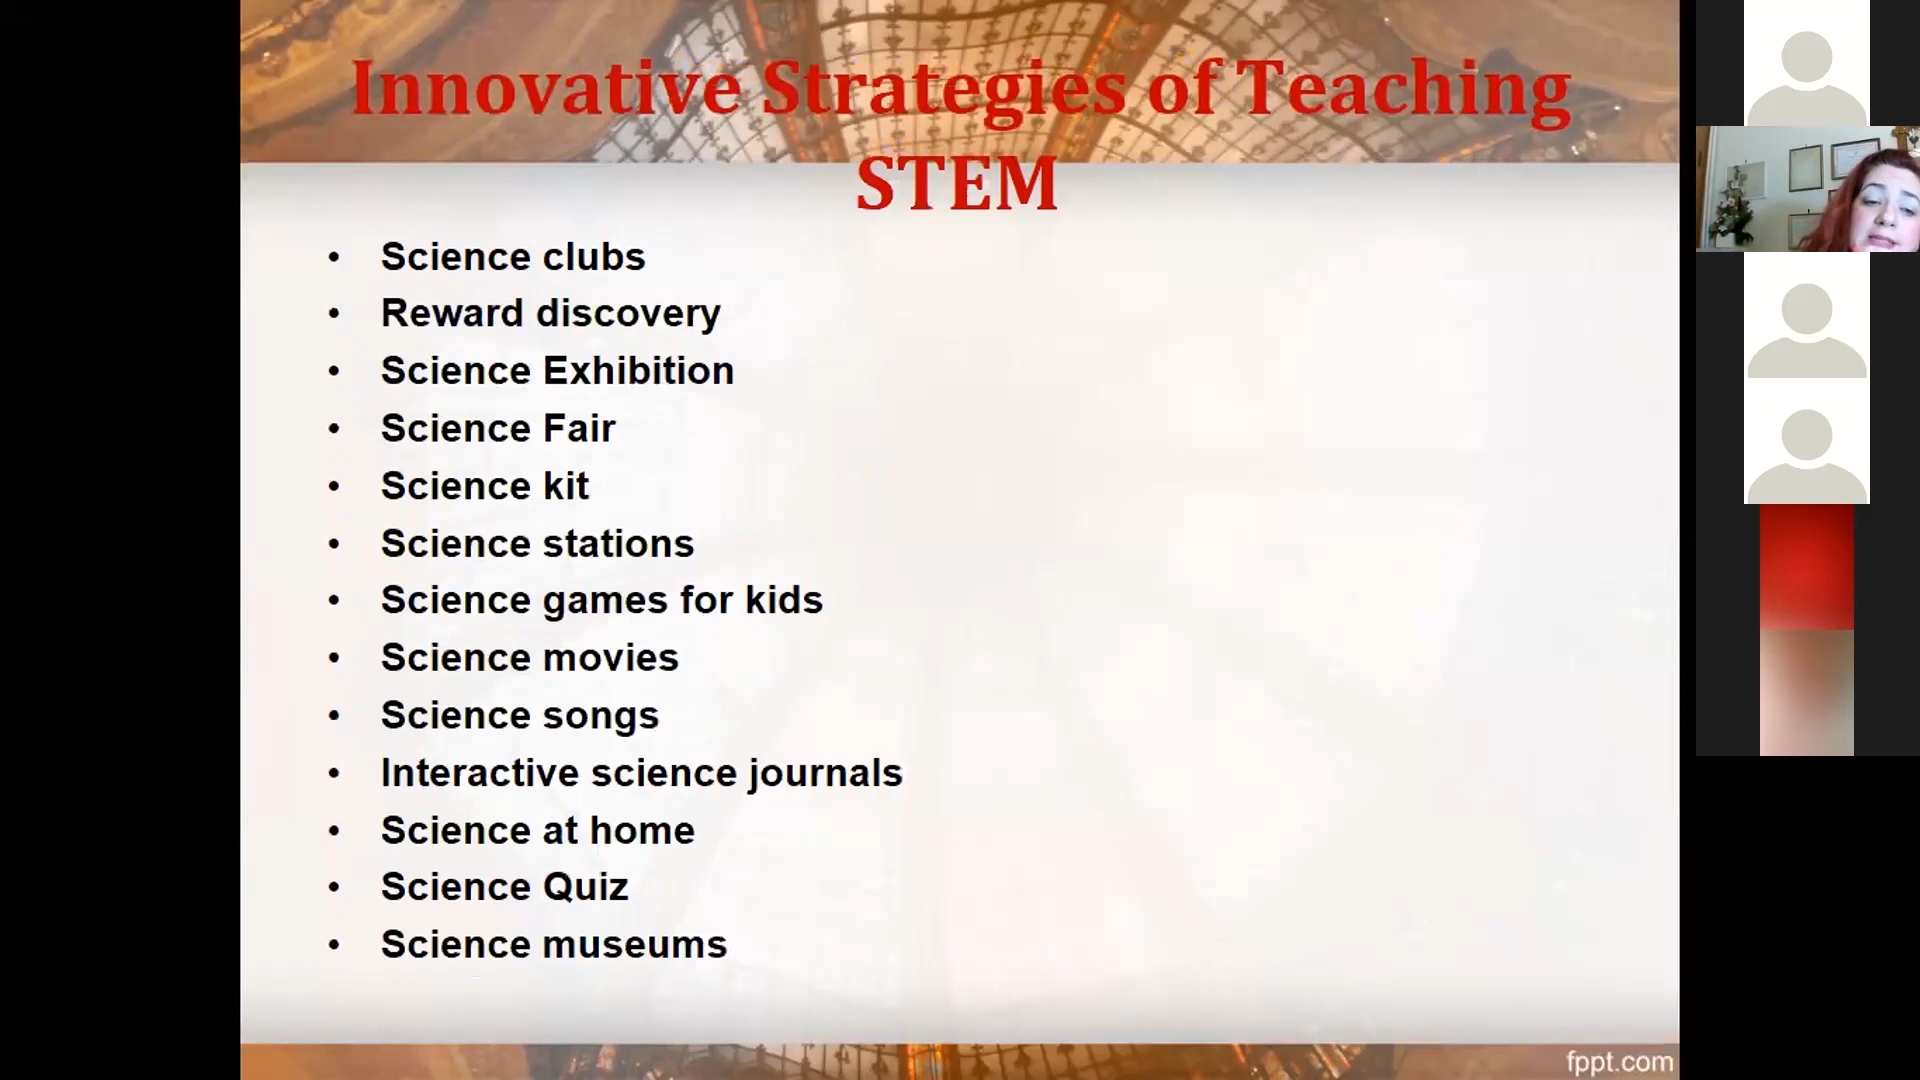 Innovative Strategies of Teaching
STEM
• Science clubs
• Reward discovery
• Science Exhibition
• Science Fair
• Science kit
• Science stations
• Science games for kids
• Science movies
• Science songs
• Interactive science journals
• Science at home
• Science Quiz
• Science museums
fppt.com